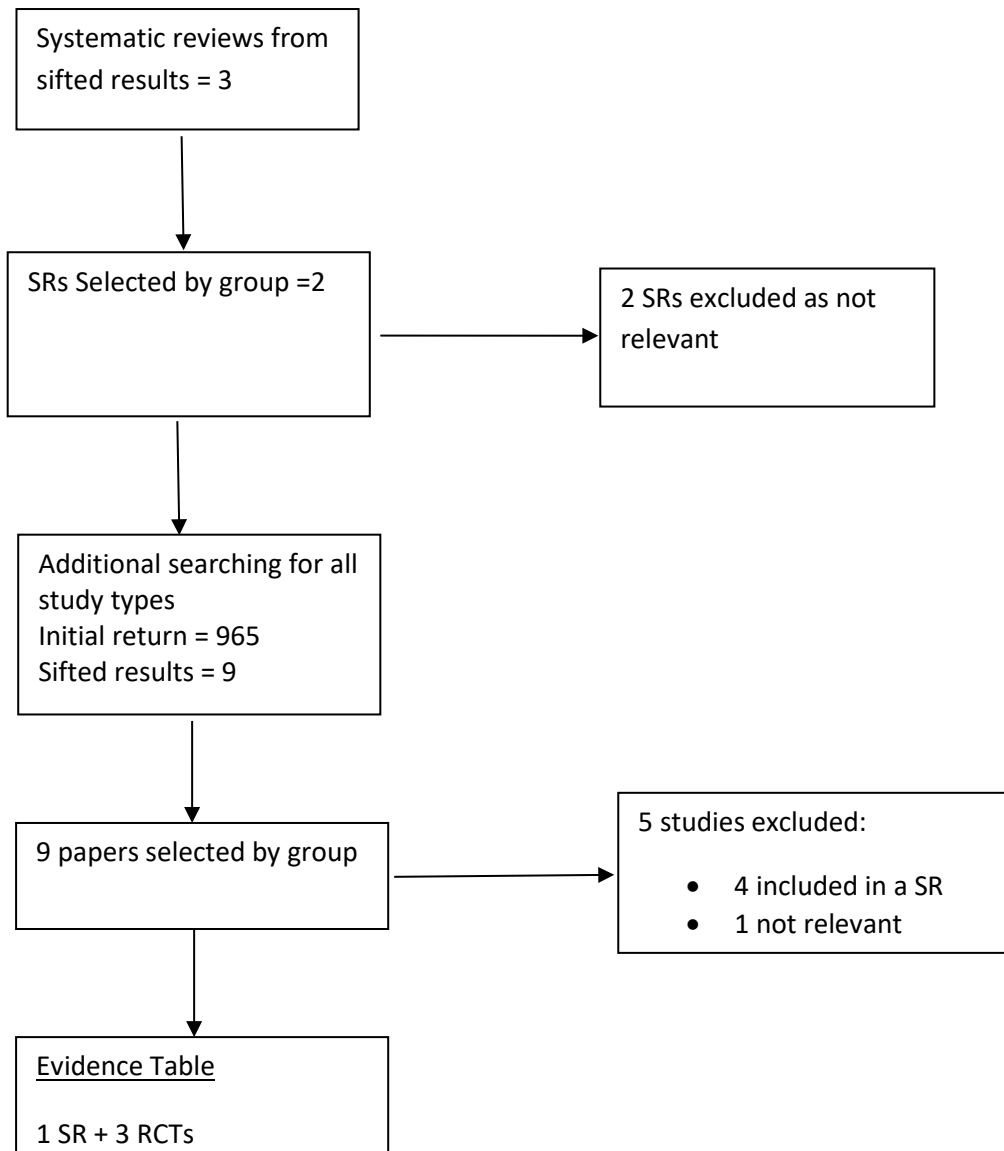 Systematic reviews from
sifted results = 3
SRs Selected by group =2
2 SRs excluded as not
relevant
Additional searching for all
study types
Initial return = 965
Sifted results = 9
9 papers selected by group
5 studies excluded:
• 4 included in a SR
• 1 not relevant
Evidence Table
1 SR + 3 RCTs